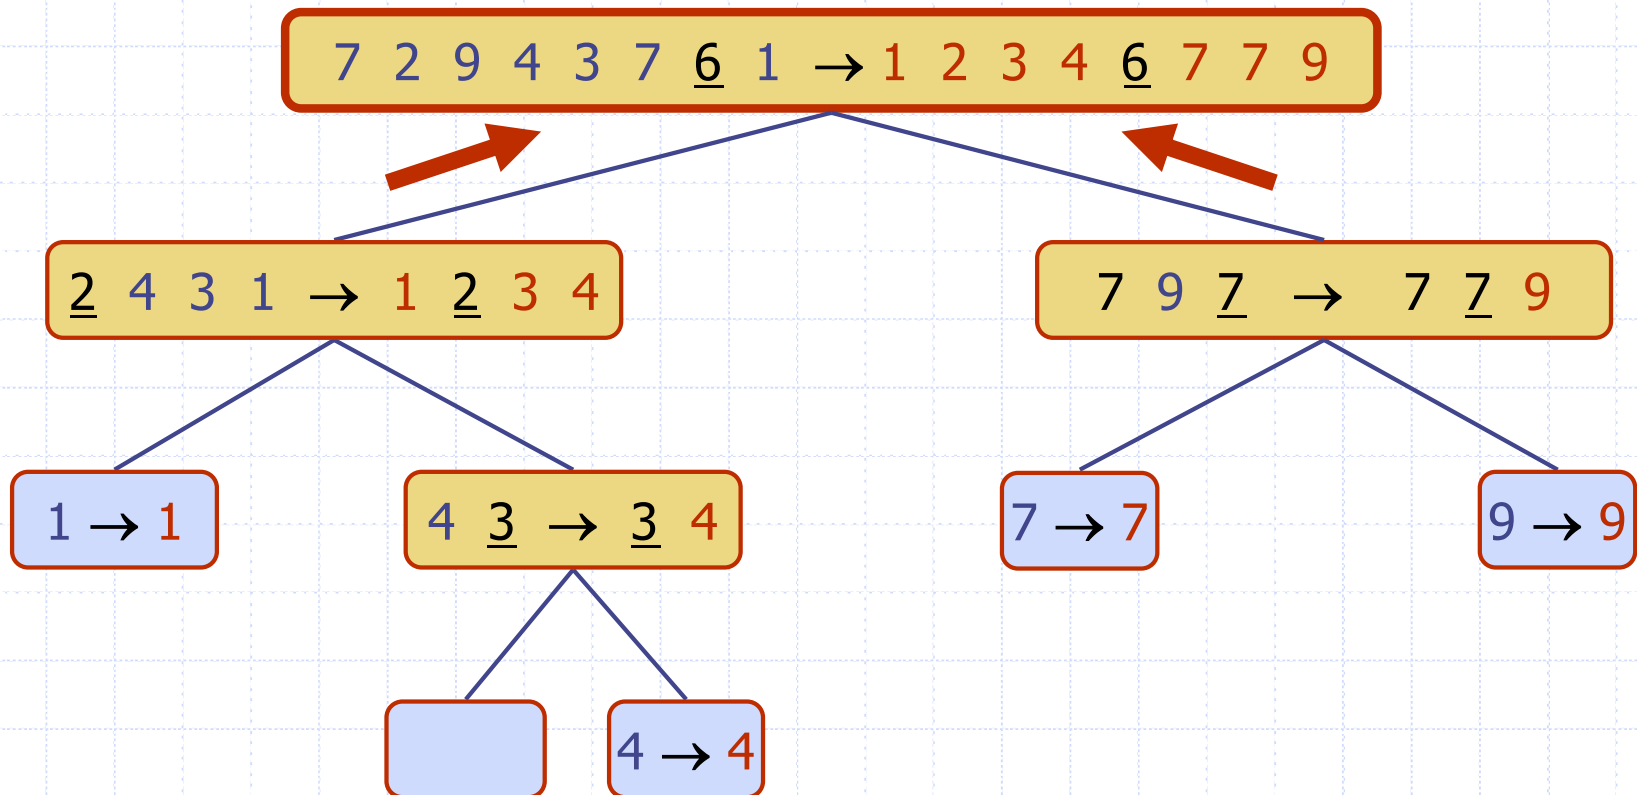 7 2 9 4 3 7 6 1 → 1 2 3 4 6 7 7 9
2 4 3 1 → 1 2 3 4
7 9 7 → 7 7 9
1 → 1
4 3 → 3 4
7 → 7
9 → 9
4 → 4